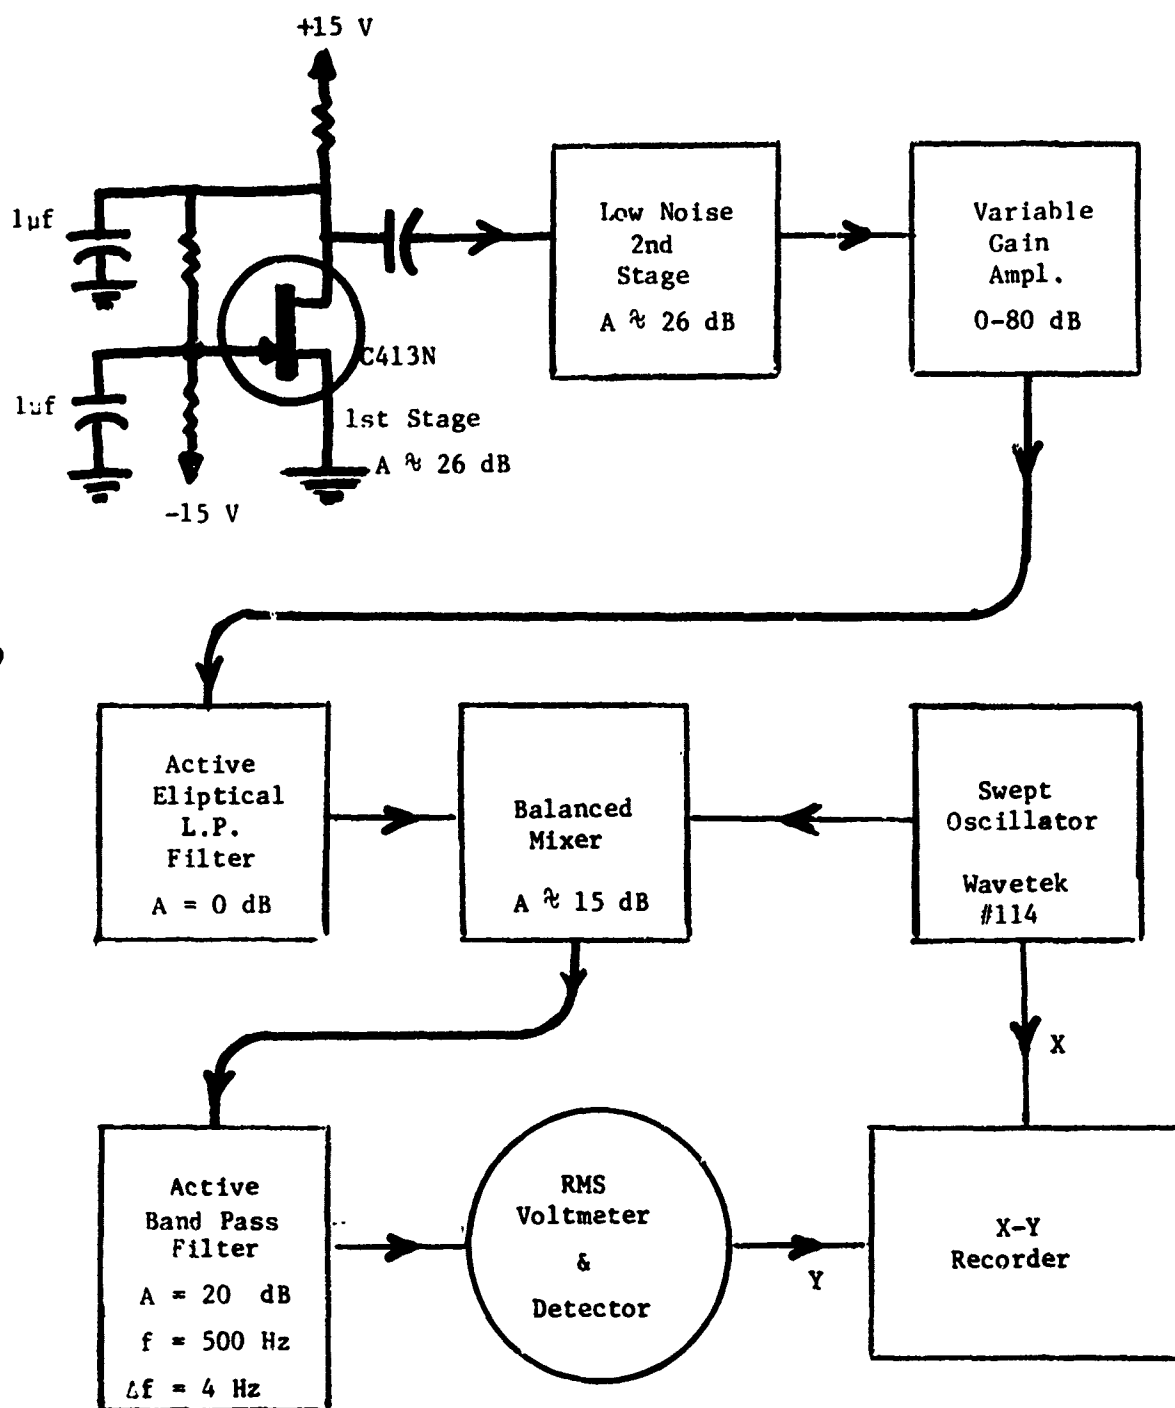 +15 V
1µf
1µf
-15 V
C413N
1st Stage
A ≈ 26 dB
Low Noise
2nd
Stage
A ≈ 26 dB
Variable
Gain
Ampl.
0-80 dB
Active
Eliptical
L.P.
Filter
A = 0 dB
Balanced
Mixer
A ≈ 15 dB
Swept
Oscillator
Wavetek
#114
X
Active
Band Pass
Filter
A = 20 dB
f = 500 Hz
Δf = 4 Hz
RMS
Voltmeter
&
Detector
Y
X-Y
Recorder